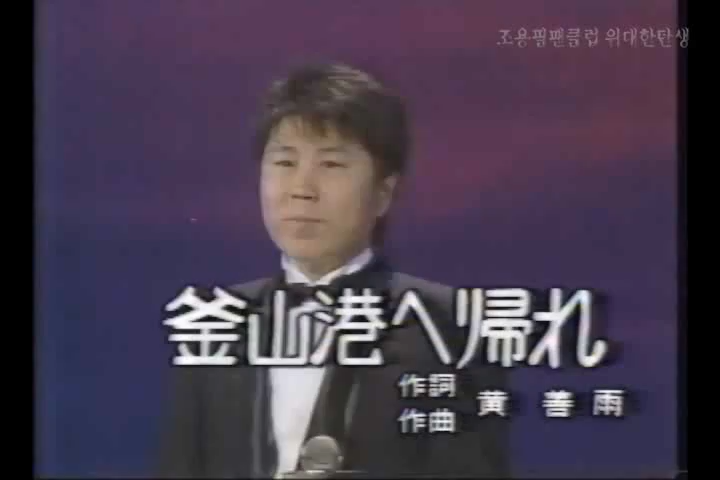 조용필팬클럽 위대한탄생
釜山港へ帰れ
作詞
作曲 黄善雨